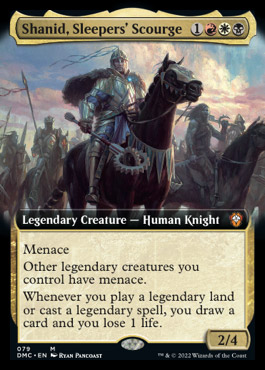 Shanid, Sleepers' Scourge 1
Legendary Creature — Human Knight
Menace
Other legendary creatures you
control have menace.
Whenever you play a legendary land
or cast a legendary spell, you draw a
card and you lose 1 life.
2/4
079 M
DMC • EN Ryan Pancoast
™ & © 2022 Wizards of the Coast